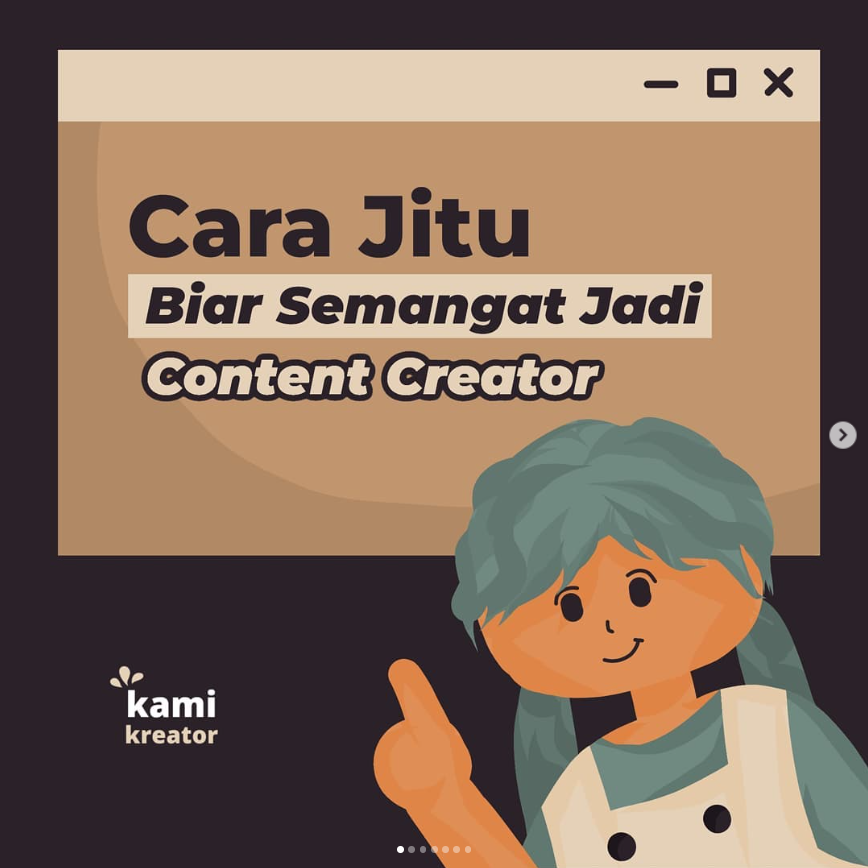 Cara Jitu
Biar Semangat Jadi
Content Creator
kami
kreator